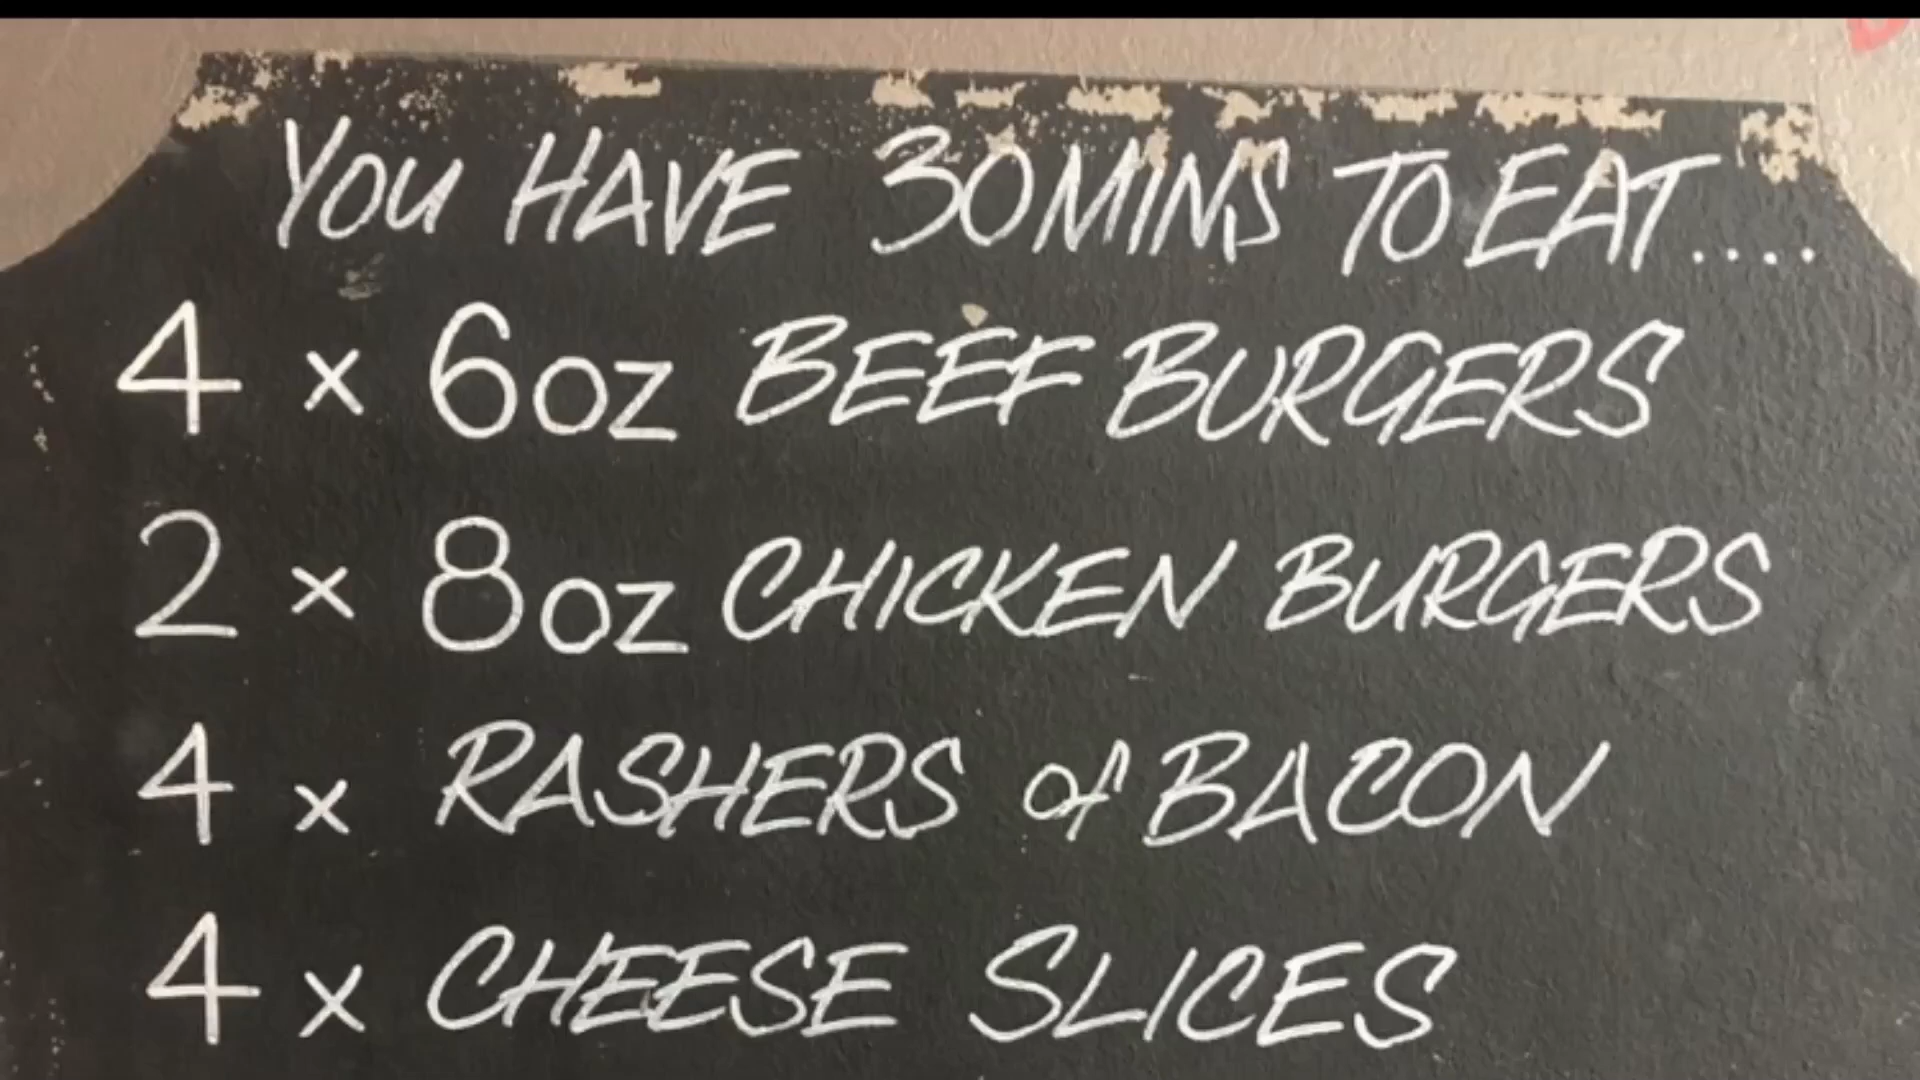 YOU HAVE 30MINS TO EAT....
4 x 6oz BEEF BURGERS
2 x 8oz CHICKEN BURGERS
4 x RASHERS of BACON
4 x CHEESE SLICES